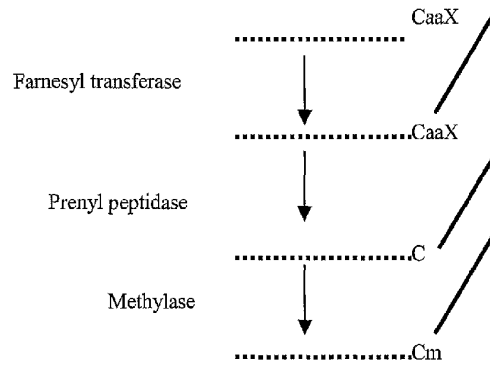 CaaX
Farnesyl transferase
CaaX
Prenyl peptidase
C
Methylase
Cm